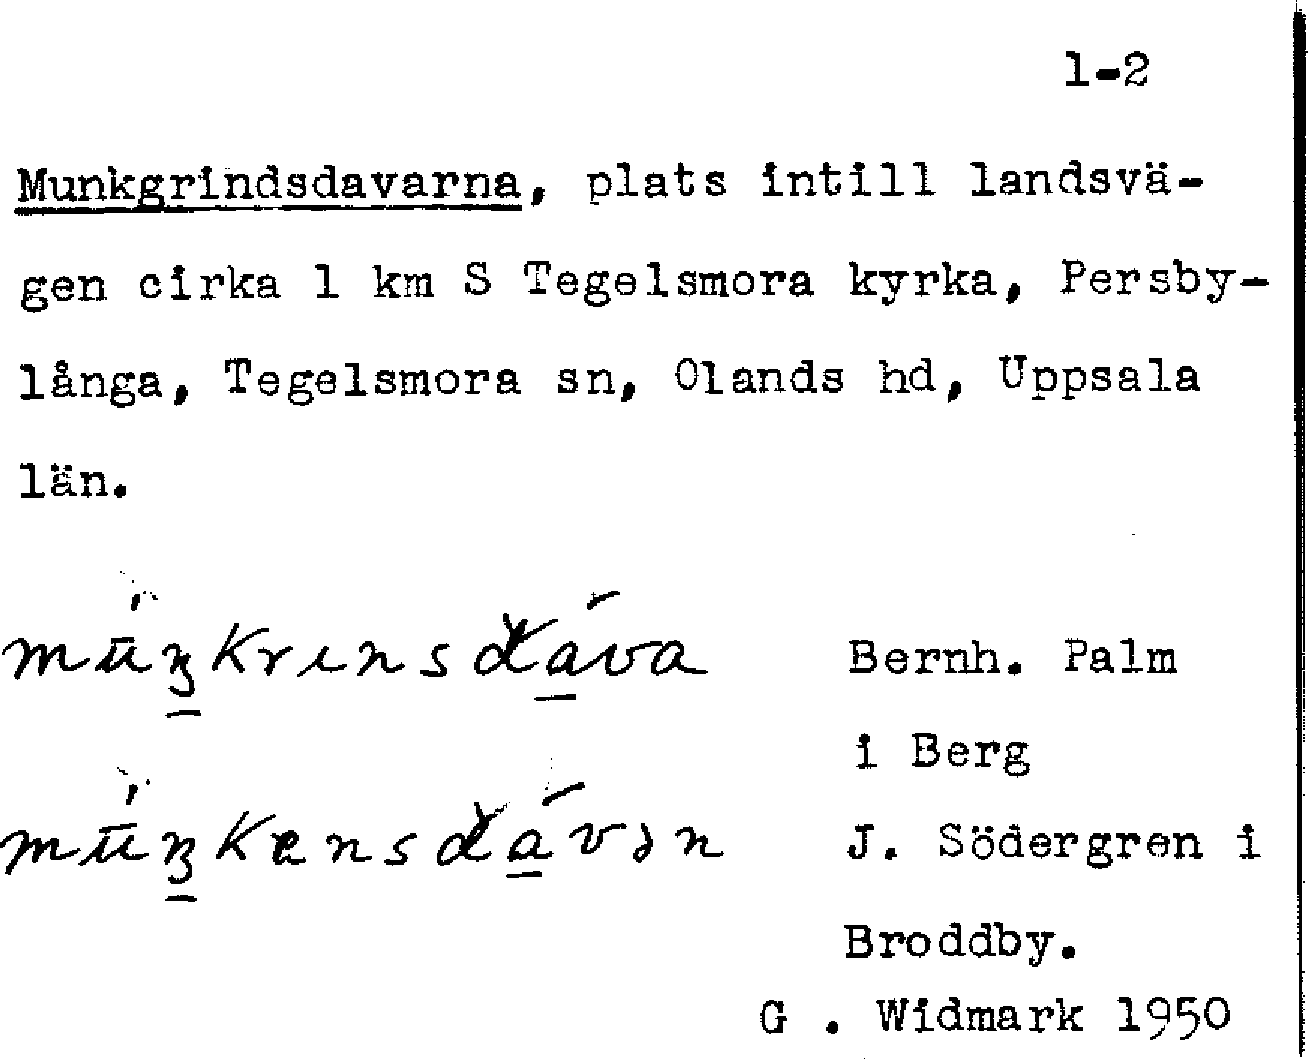 1-2
Munkgrindsdavarna, plats intill landsvä-
gen cirka 1 km S Tegelsmora kyrka, Persby-
långa, Tegelsmora sn, Olands hd, Uppsala
län.
Bernh. Palm
i Berg
J. Södergren i
Broddby.
G . Widmark 1950